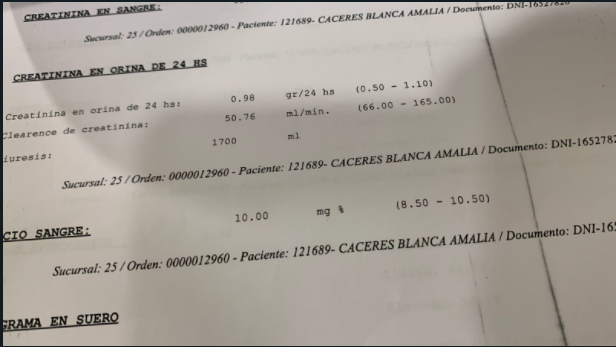 CREATININA EN SANGRE:
Sucursal: 25 / Orden: 0000012960 - Paciente: 121689- CACERES BLANCA AMALIA / Documento: DNI-16527820
CREATININA EN ORINA DE 24 HS
Creatinina en orina de 24 hs: 0.98 gr/24 hs (0.50 - 1.10)
Clearence de creatinina: 50.76 ml/min. (66.00 - 165.00)
iuresis: 1700 ml
Sucursal: 25 / Orden: 0000012960 - Paciente: 121689- CACERES BLANCA AMALIA / Documento: DNI-1652782
CIO SANGRE: 10.00 mg % (8.50 - 10.50)
Sucursal: 25 / Orden: 0000012960 - Paciente: 121689- CACERES BLANCA AMALIA / Documento: DNI-165
GRAMA EN SUERO